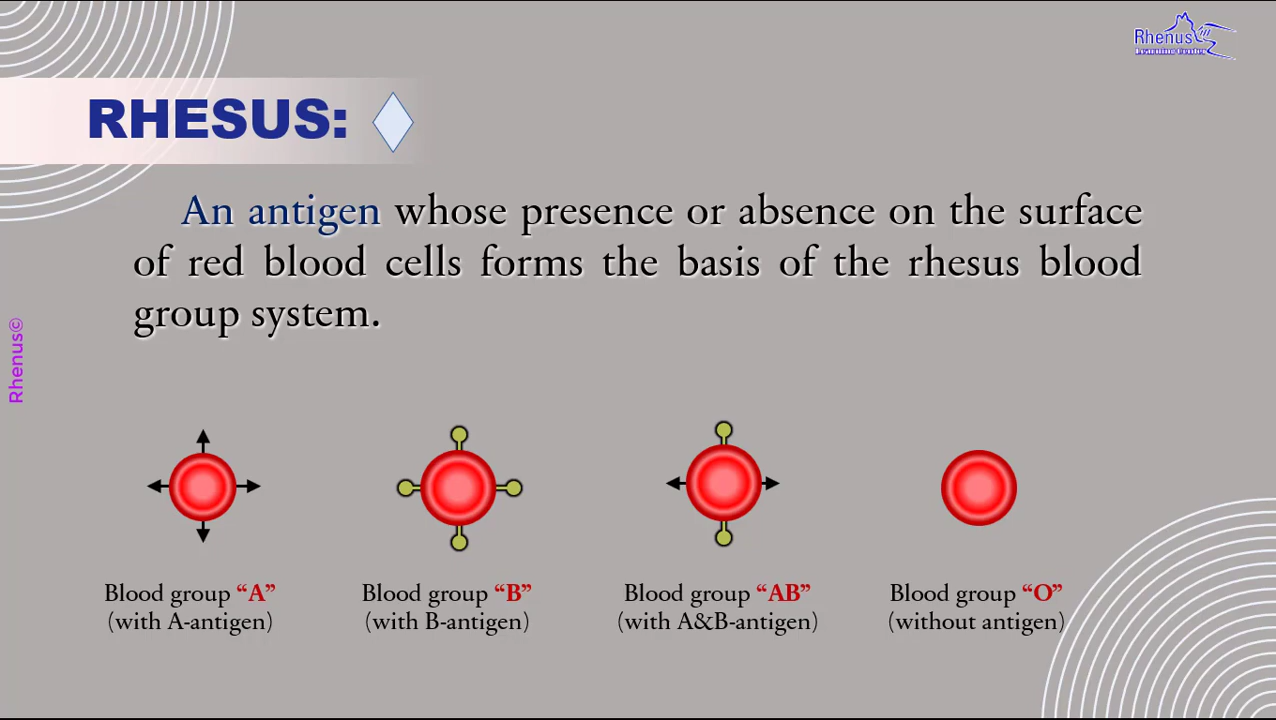 Rhenus
Learning Center
RHESUS:
An antigen whose presence or absence on the surface
of red blood cells forms the basis of the rhesus blood
group system.
Rhenus©
Blood group “A”
(with A-antigen)
Blood group “B”
(with B-antigen)
Blood group “AB”
(with A&B-antigen)
Blood group “O”
(without antigen)